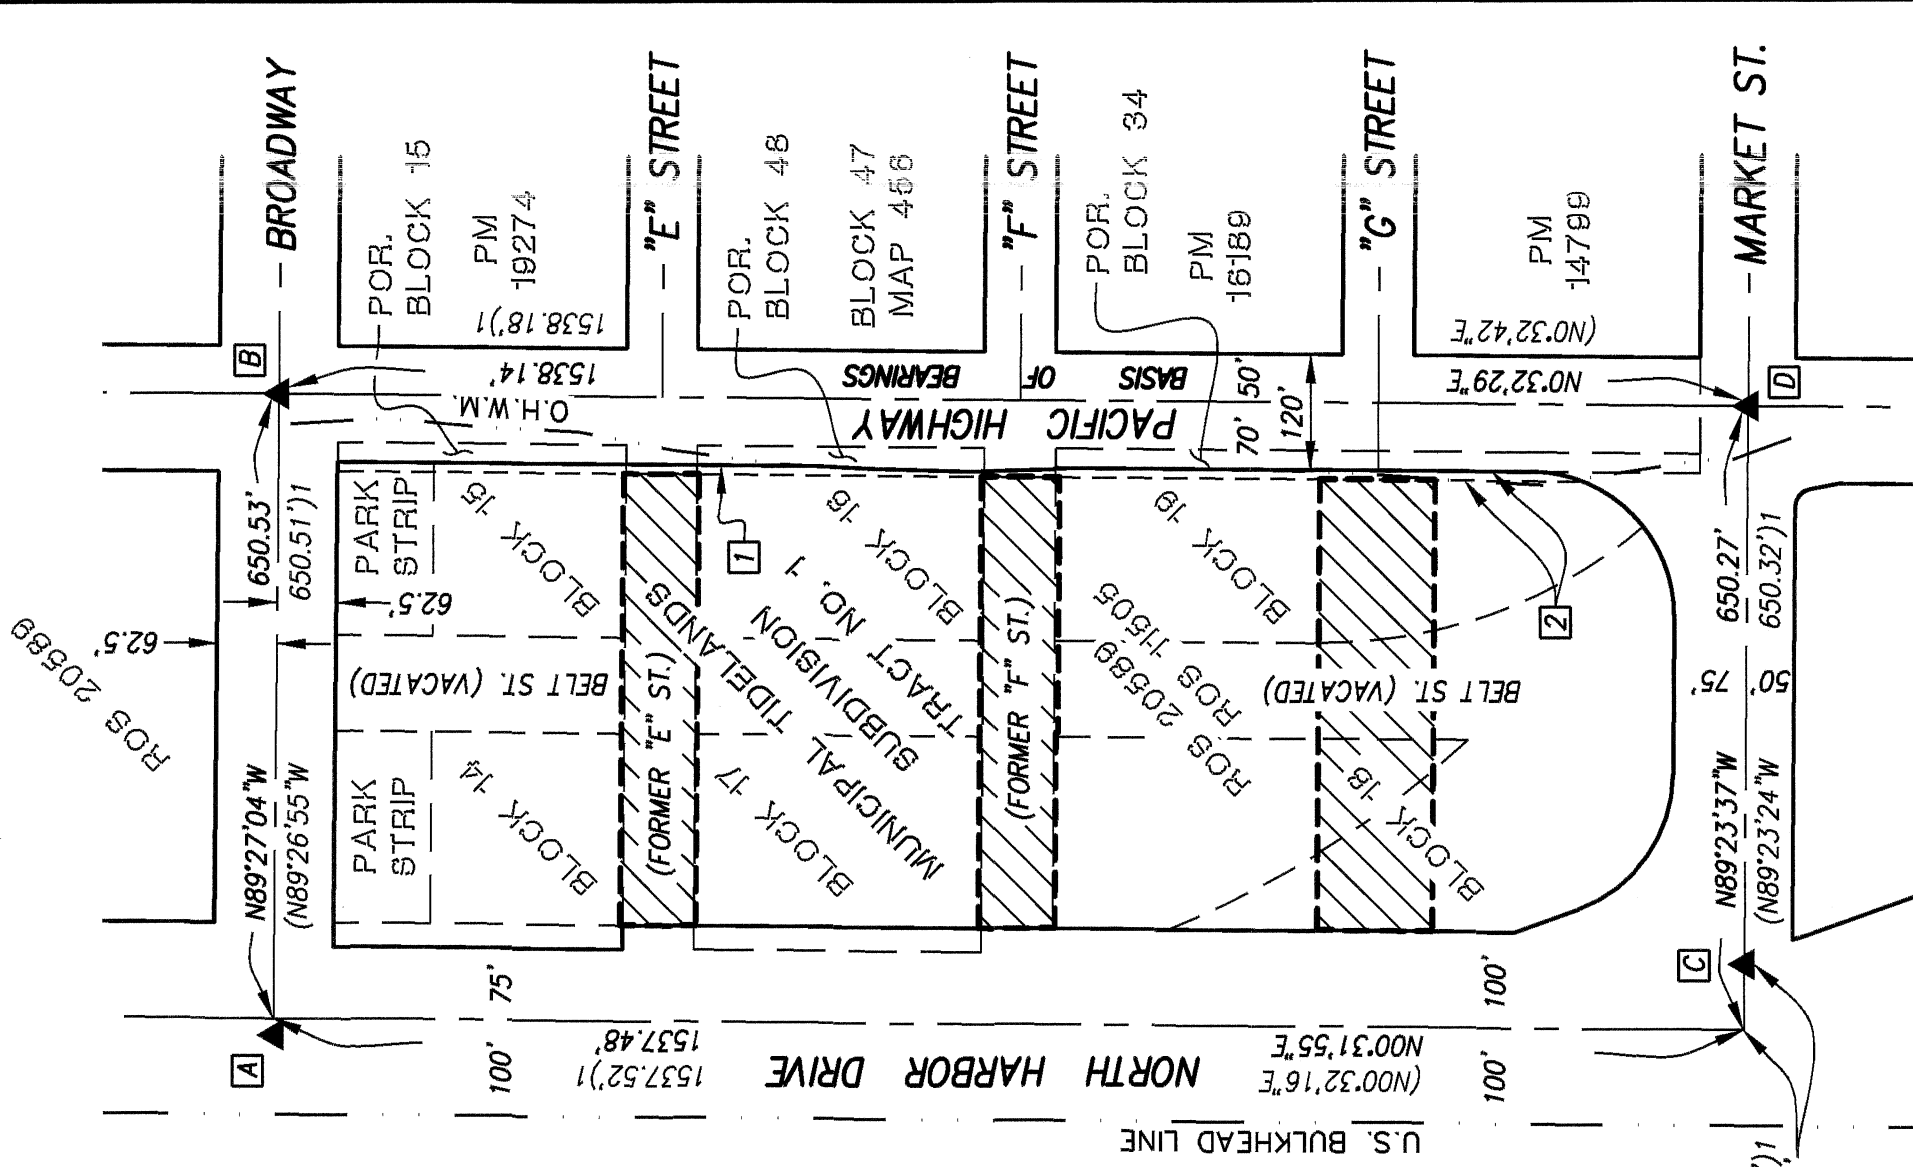 BROADWAY
"E" STREET
"F" STREET
"G" STREET
MARKET ST.
POR.
BLOCK 15
PM
19274
POR.
BLOCK 48
BLOCK 47
MAP 456
POR.
BLOCK 34
PM
16189
PM
14799
B
1538.18')1
1538.14'
O.H.W.M.
BASIS OF BEARINGS
PACIFIC HIGHWAY
70' 50'
120'
(N0°32'42"E
N0°32'29"E
D
ROS 20589
62.5'
62.5'
650.53'
650.51')1
N89°27'04"W
(N89°26'55"W
PARK
STRIP
PARK
STRIP
BLOCK 15
BLOCK 14
BELT ST. (VACATED)
(FORMER "E" ST.)
1
MUNICIPAL TIDELANDS
SUBDIVISION
TRACT NO. 1
BLOCK 16
BLOCK 17
(FORMER "F" ST.)
BLOCK 19
ROS 20589
ROS 11505
BELT ST. (VACATED)
BLOCK 18
2
650.27'
650.32')1
75'
50'
N89°23'37"W
(N89°23'24"W
C
A
100' 75'
1537.48'
1537.52')1
NORTH HARBOR DRIVE
N00°31'55"E
(N00°32'16"E
100' 100'
U.S. BULKHEAD LINE
')1